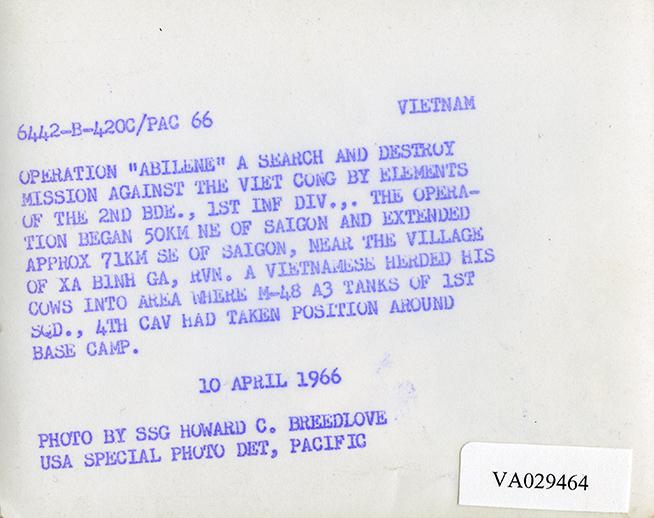 VIETNAM
6442-B-420C/PAC 66
OPERATION "ABILENE" A SEARCH AND DESTROY
MISSION AGAINST THE VIET CONG BY ELEMENTS
OF THE 2ND BDE., 1ST INF DIV.,. THE OPERA-
TION BEGAN 50KM NE OF SAIGON AND EXTENDED
APPROX 71KM SE OF SAIGON, NEAR THE VILLAGE
OF XA BINH GA, RVN. A VIETNAMESE HERDED HIS
COWS INTO AREA WHERE M-48 A3 TANKS OF 1ST
SQD., 4TH CAV HAD TAKEN POSITION AROUND
BASE CAMP.
10 APRIL 1966
PHOTO BY SSG HOWARD C. BREEDLOVE
USA SPECIAL PHOTO DET, PACIFIC
VA029464